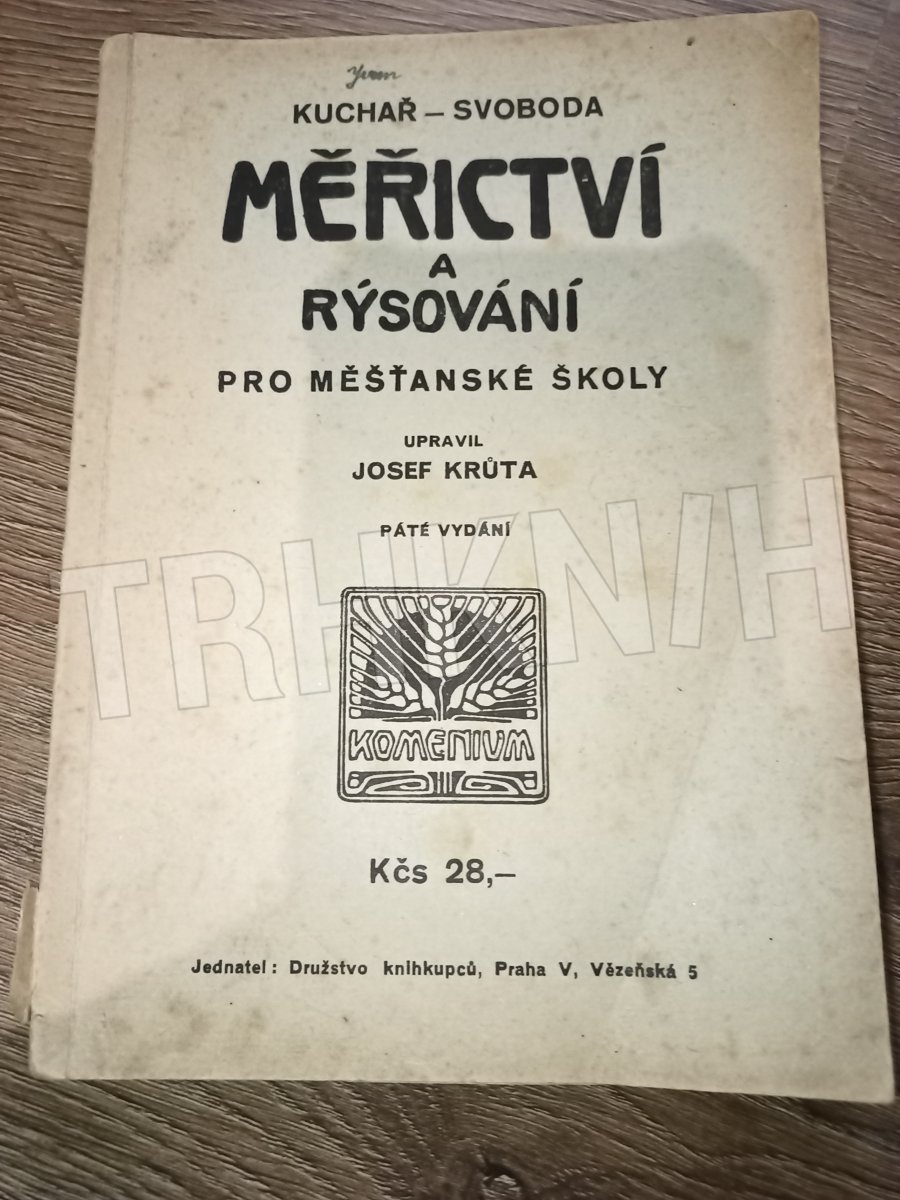 KUCHAŘ – SVOBODA
MĚŘICTVÍ
A
RÝSOVÁNÍ
PRO MĚŠŤANSKÉ ŠKOLY
UPRAVIL
JOSEF KRŮTA
PÁTÉ VYDÁNÍ
TRHKNIH
KOMENIUM
Kčs 28,—
Jednatel: Družstvo knihkupců, Praha V, Vězeňská 5